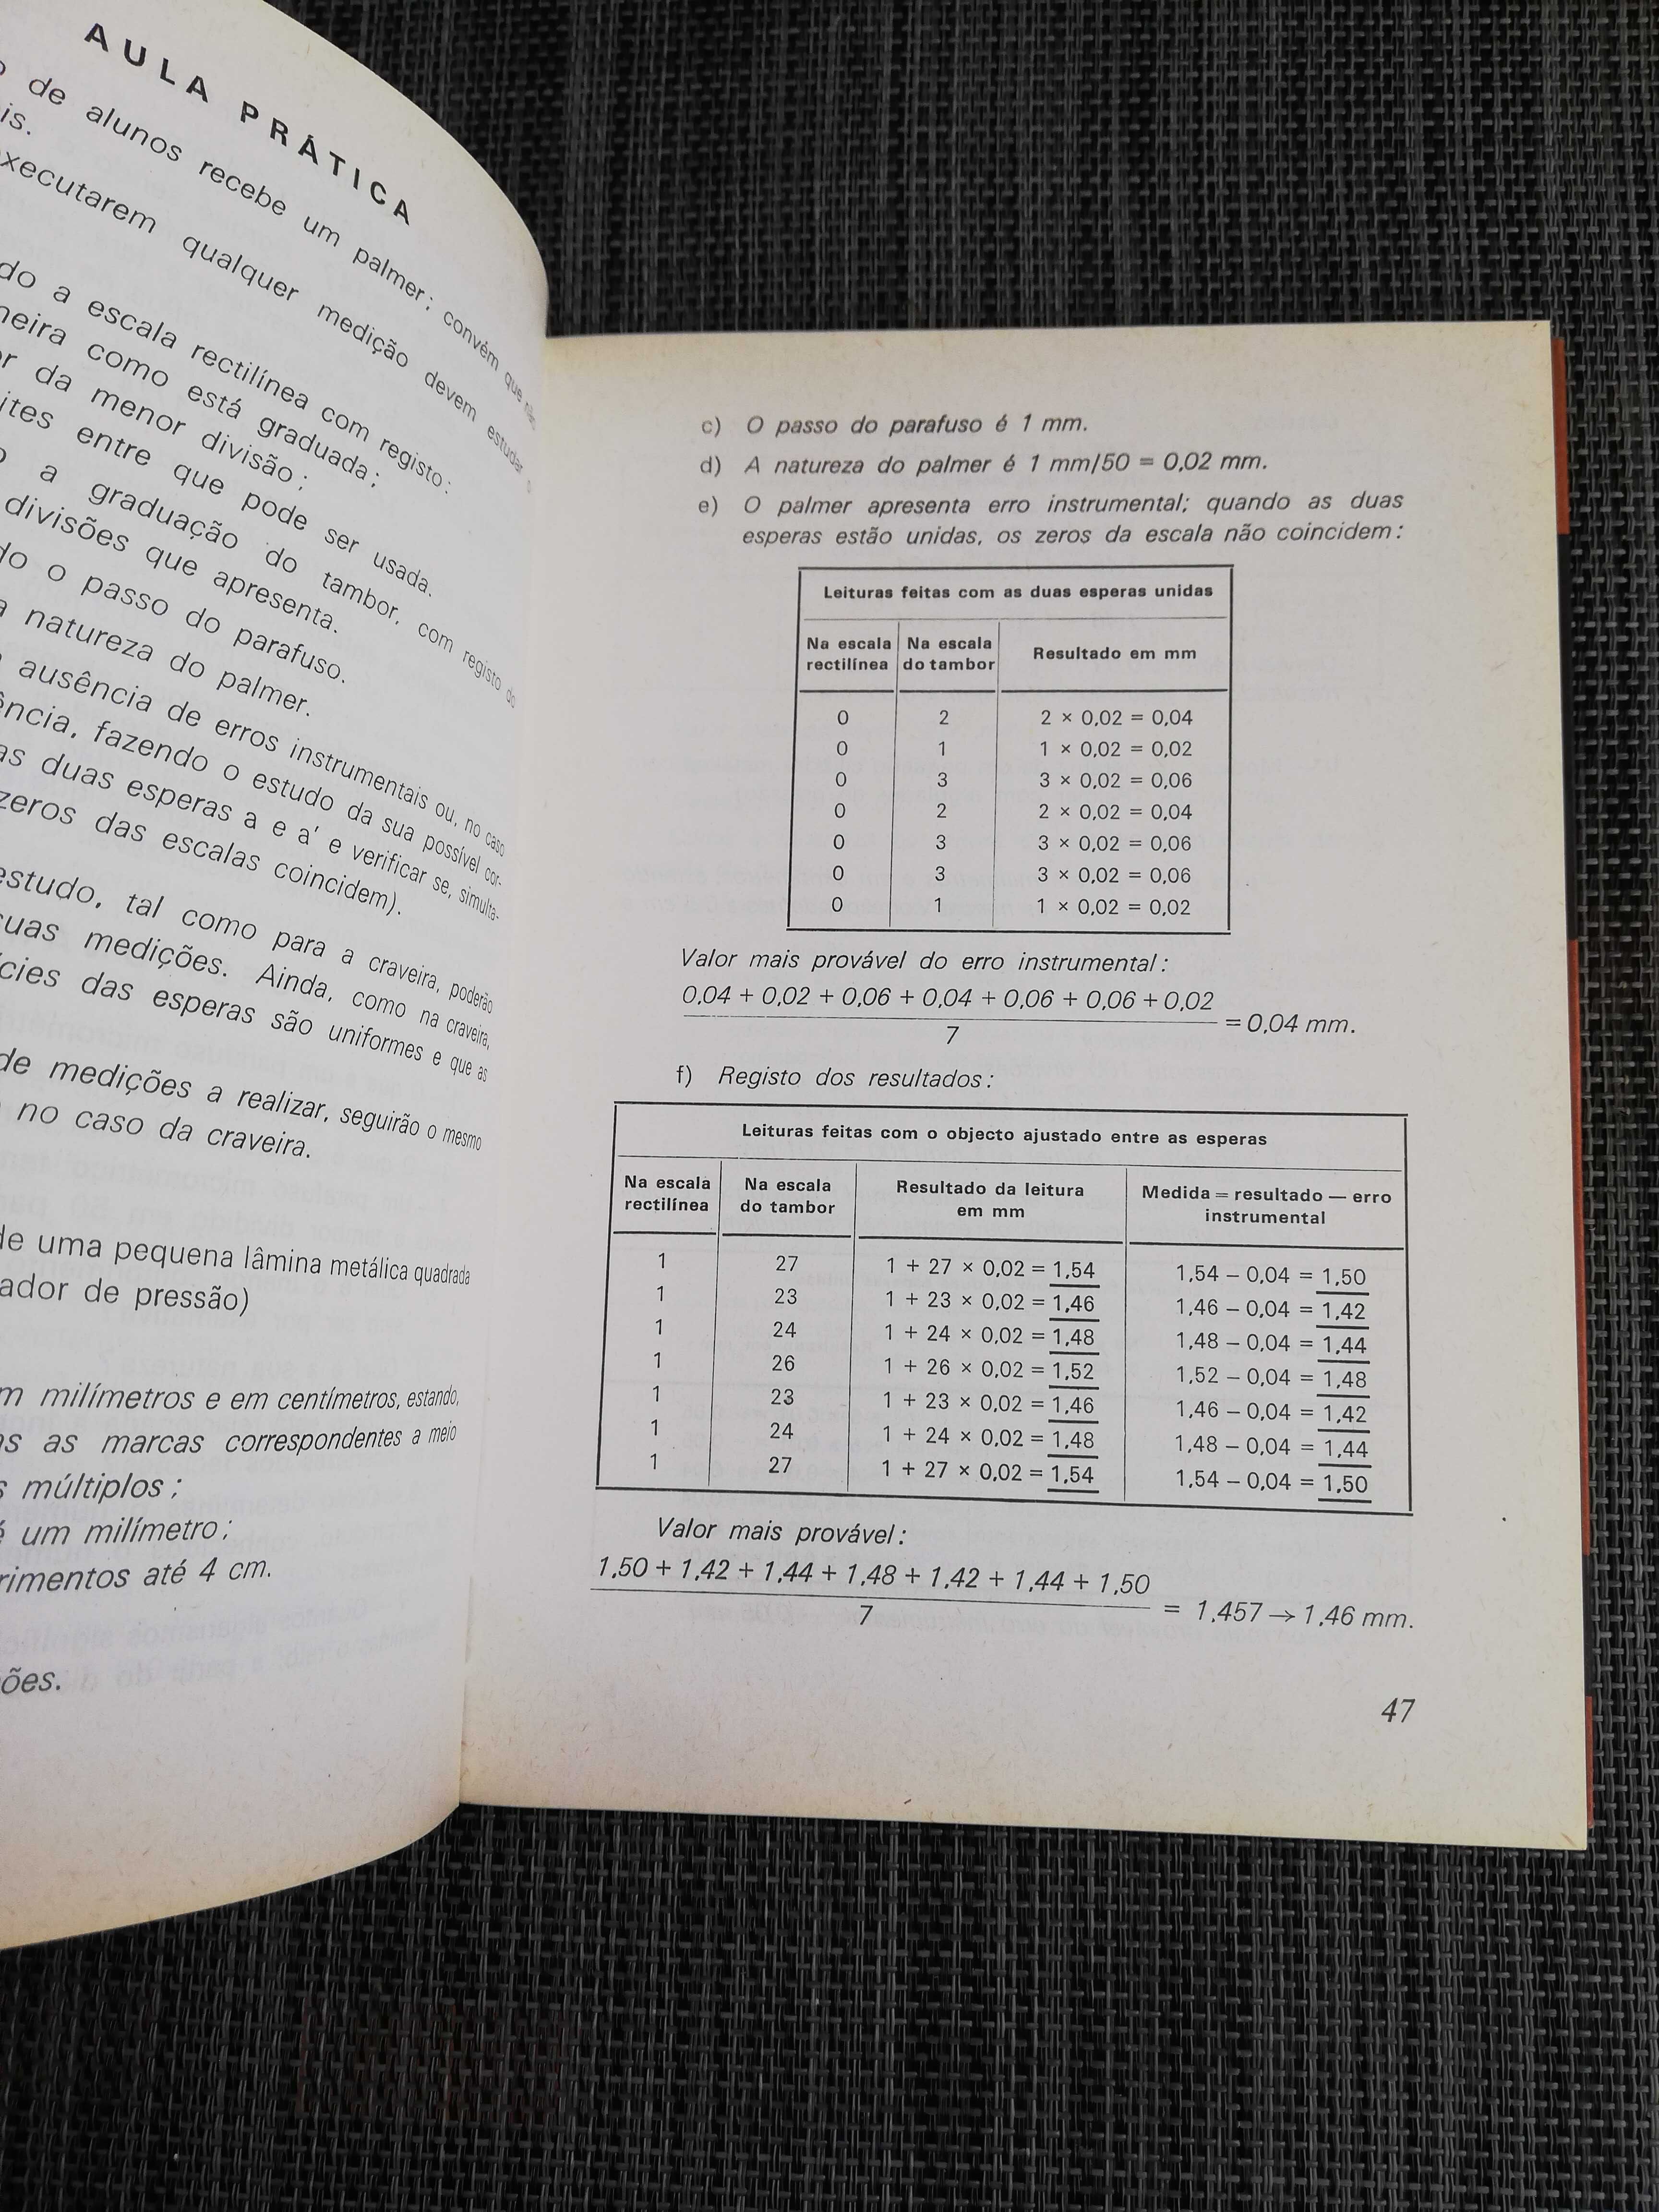 AULA PRÁTICA
de alunos recebe um palmer; convém que não
is.
xecutarem qualquer medição devem estudar o
do a escala rectilínea com registo:
neira como está graduada;
or da menor divisão;
ites entre que pode ser usada.
o a graduação do tambor, com registo do
divisões que apresenta.
do o passo do parafuso.
a natureza do palmer.
ausência de erros instrumentais ou, no caso
ência, fazendo o estudo da sua possível cor-
as duas esperas a e a' e verificar se, simulta-
zeros das escalas coincidem).
estudo, tal como para a craveira, poderão
suas medições. Ainda, como na craveira,
ícies das esperas são uniformes e que as
de medições a realizar, seguirão o mesmo
no caso da craveira.
de uma pequena lâmina metálica quadrada
ador de pressão)
m milímetros e em centímetros, estando,
as as marcas correspondentes a meio
s múltiplos;
é um milímetro;
rimentos até 4 cm.
ões.
c) O passo do parafuso é 1 mm.
d) A natureza do palmer é 1 mm/50 = 0,02 mm.
e) O palmer apresenta erro instrumental; quando as duas
esperas estão unidas, os zeros da escala não coincidem:
Leituras feitas com as duas esperas unidas
Na escala rectilínea Na escala do tambor Resultado em mm
0 2 2 × 0,02 = 0,04
0 1 1 × 0,02 = 0,02
0 3 3 × 0,02 = 0,06
0 2 2 × 0,02 = 0,04
0 3 3 × 0,02 = 0,06
0 3 3 × 0,02 = 0,06
0 1 1 × 0,02 = 0,02
Valor mais provável do erro instrumental:
0,04 + 0,02 + 0,06 + 0,04 + 0,06 + 0,06 + 0,02
7
= 0,04 mm.
f) Registo dos resultados:
Leituras feitas com o objecto ajustado entre as esperas
Na escala rectilínea Na escala do tambor Resultado da leitura em mm Medida = resultado — erro instrumental
1 27 1 + 27 × 0,02 = 1,54 1,54 – 0,04 = 1,50
1 23 1 + 23 × 0,02 = 1,46 1,46 – 0,04 = 1,42
1 24 1 + 24 × 0,02 = 1,48 1,48 – 0,04 = 1,44
1 26 1 + 26 × 0,02 = 1,52 1,52 – 0,04 = 1,48
1 23 1 + 23 × 0,02 = 1,46 1,46 – 0,04 = 1,42
1 24 1 + 24 × 0,02 = 1,48 1,48 – 0,04 = 1,44
1 27 1 + 27 × 0,02 = 1,54 1,54 – 0,04 = 1,50
Valor mais provável:
1,50 + 1,42 + 1,44 + 1,48 + 1,42 + 1,44 + 1,50
7
= 1,457 → 1,46 mm.
47